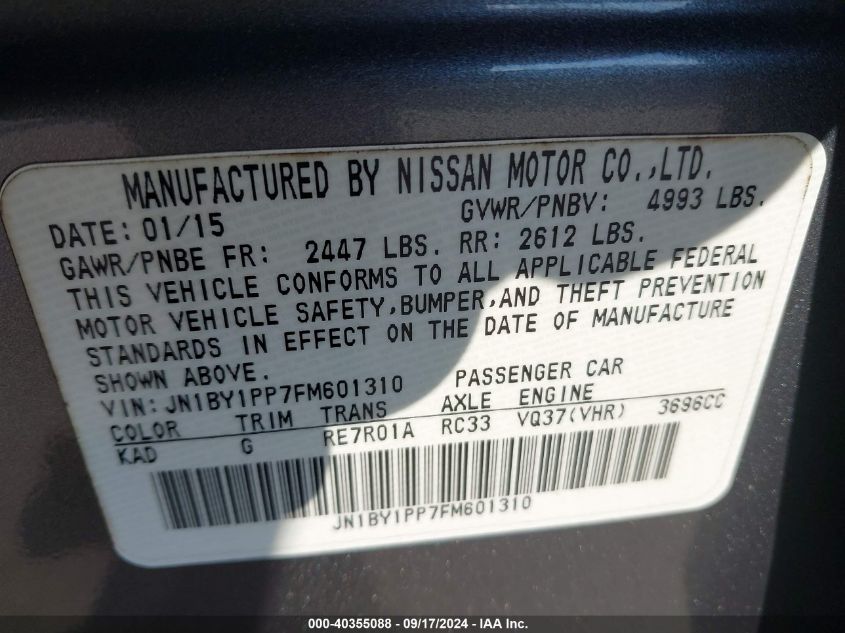 MANUFACTURED BY NISSAN MOTOR CO.,LTD.
DATE: 01/15 GVWR/PNBV: 4993 LBS.
GAWR/PNBE FR: 2447 LBS. RR: 2612 LBS.
THIS VEHICLE CONFORMS TO ALL APPLICABLE FEDERAL
MOTOR VEHICLE SAFETY,BUMPER,AND THEFT PREVENTION
STANDARDS IN EFFECT ON THE DATE OF MANUFACTURE
SHOWN ABOVE.
VIN: JN1BY1PP7FM601310 PASSENGER CAR
COLOR TRIM TRANS AXLE ENGINE
KAD G RE7R01A RC33 VQ37(VHR) 3696CC
JN1BY1PP7FM601310
000-40355088 - 09/17/2024 - IAA Inc.